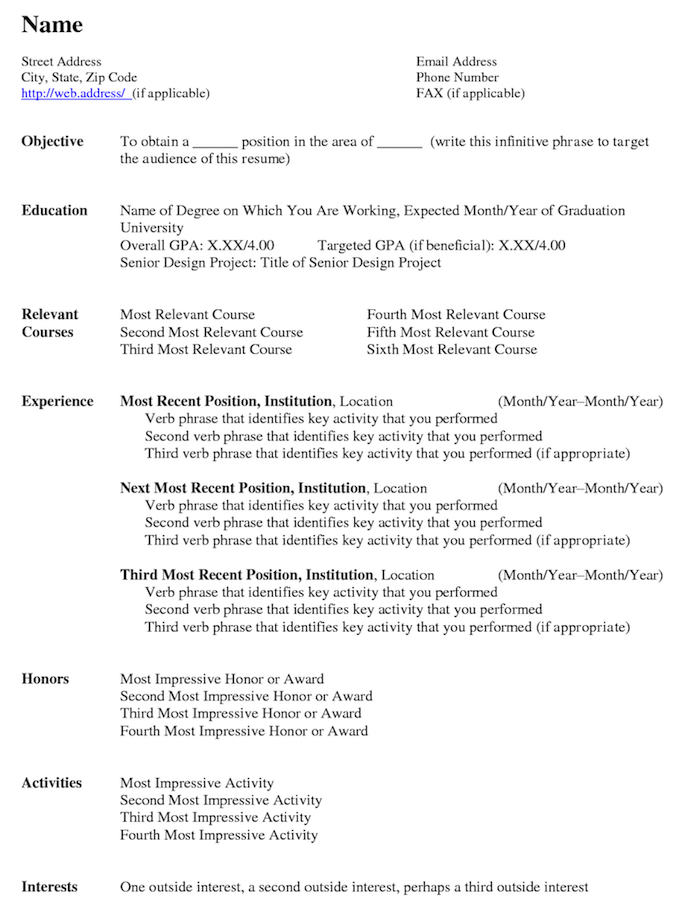 Name
Street Address Email Address
City, State, Zip Code Phone Number
http://web.address/ (if applicable) FAX (if applicable)
Objective To obtain a ______ position in the area of ______ (write this infinitive phrase to target
the audience of this resume)
Education Name of Degree on Which You Are Working, Expected Month/Year of Graduation
University
Overall GPA: X.XX/4.00 Targeted GPA (if beneficial): X.XX/4.00
Senior Design Project: Title of Senior Design Project
Relevant Most Relevant Course Fourth Most Relevant Course
Courses Second Most Relevant Course Fifth Most Relevant Course
Third Most Relevant Course Sixth Most Relevant Course
Experience Most Recent Position, Institution, Location (Month/Year–Month/Year)
Verb phrase that identifies key activity that you performed
Second verb phrase that identifies key activity that you performed
Third verb phrase that identifies key activity that you performed (if appropriate)
Next Most Recent Position, Institution, Location (Month/Year–Month/Year)
Verb phrase that identifies key activity that you performed
Second verb phrase that identifies key activity that you performed
Third verb phrase that identifies key activity that you performed (if appropriate)
Third Most Recent Position, Institution, Location (Month/Year–Month/Year)
Verb phrase that identifies key activity that you performed
Second verb phrase that identifies key activity that you performed
Third verb phrase that identifies key activity that you performed (if appropriate)
Honors Most Impressive Honor or Award
Second Most Impressive Honor or Award
Third Most Impressive Honor or Award
Fourth Most Impressive Honor or Award
Activities Most Impressive Activity
Second Most Impressive Activity
Third Most Impressive Activity
Fourth Most Impressive Activity
Interests One outside interest, a second outside interest, perhaps a third outside interest